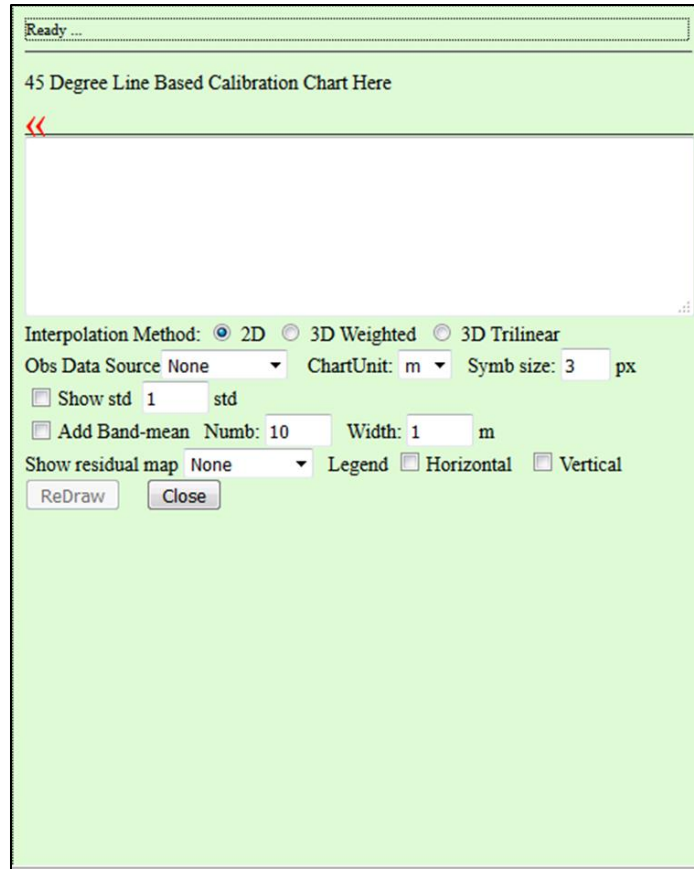 Ready ...
45 Degree Line Based Calibration Chart Here
«
Interpolation Method: 2D 3D Weighted 3D Trilinear
Obs Data Source None ChartUnit: m Symb size: 3 px
Show std 1 std
Add Band-mean Numb: 10 Width: 1 m
Show residual map None Legend Horizontal Vertical
ReDraw Close